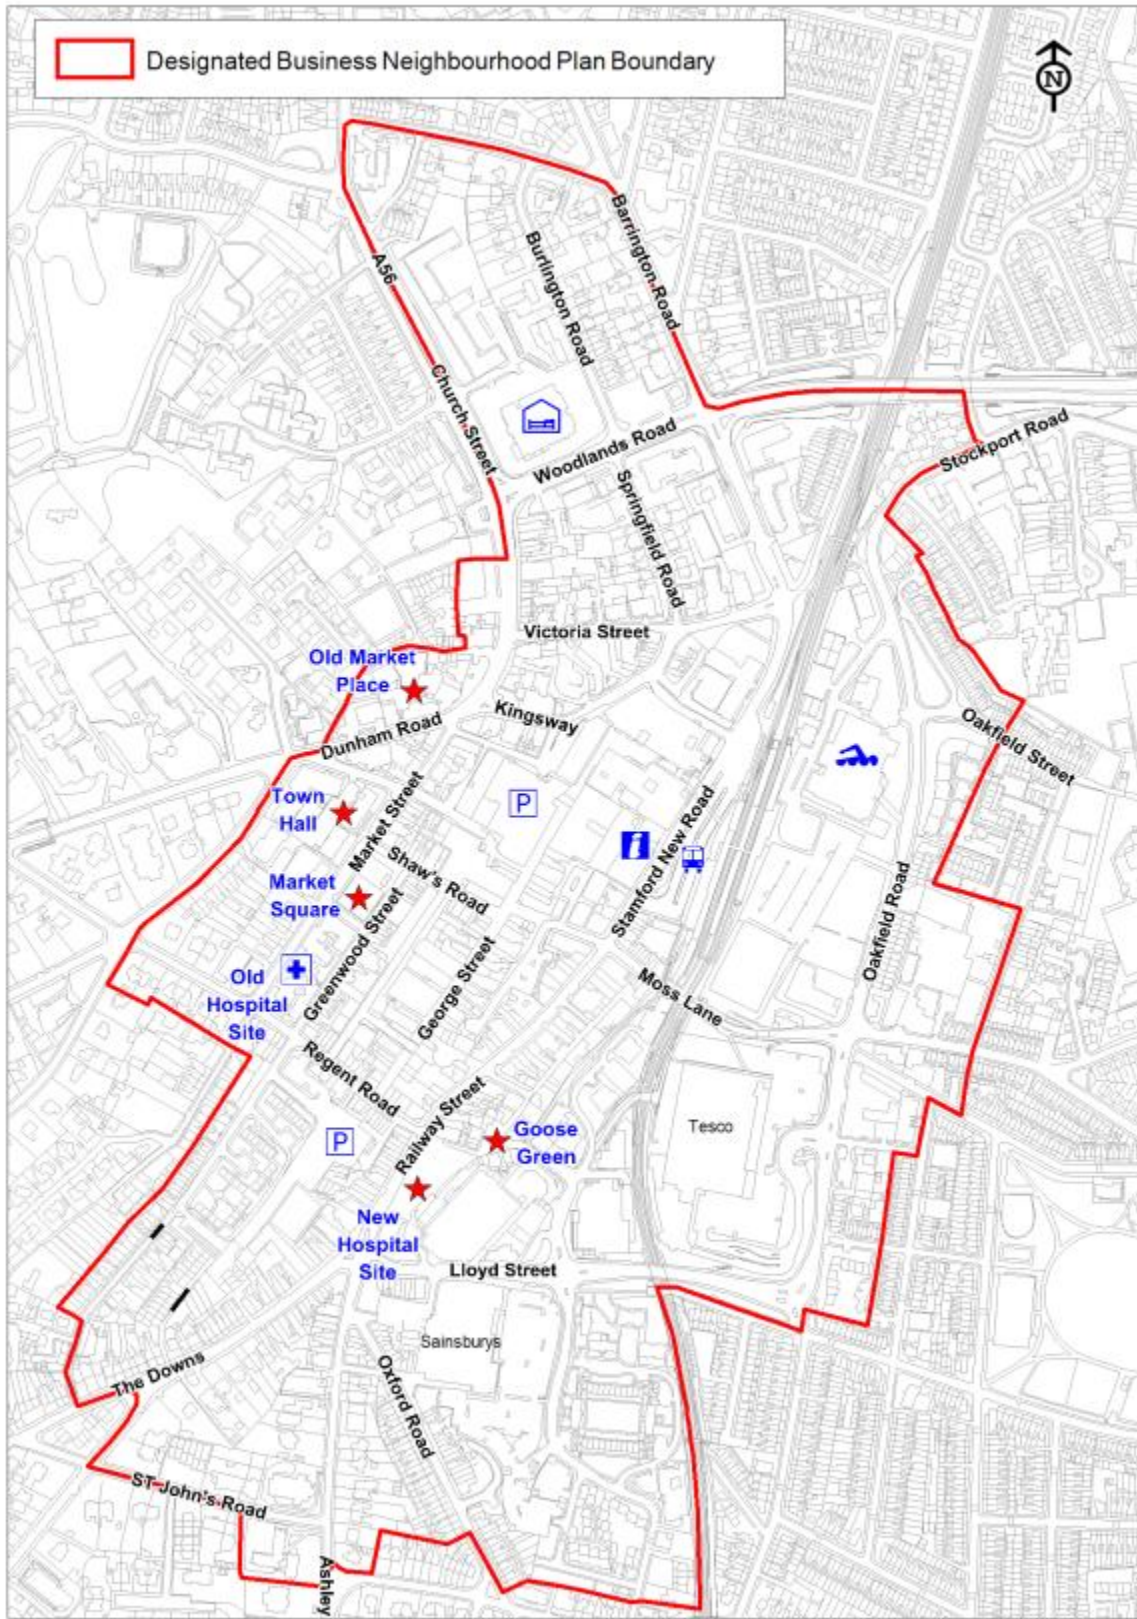 Designated Business Neighbourhood Plan Boundary
N
Barrington Road
Burlington Road
A56
Church Street
Woodlands Road
Stockport Road
Springfield Road
Victoria Street
Old Market
Place
Kingsway
Dunham Road
Oakfield Street
Town
Hall
Market Street
P
i
Stamford New Road
Shaw's Road
Market
Square
Greenwood Street
Oakfield Road
George Street
Old
Hospital
Site
Moss Lane
Regent Road
Railway Street
Tesco
P
Goose
Green
New
Hospital
Site
Lloyd Street
Sainsburys
The Downs
Oxford Road
ST John's Road
Ashley